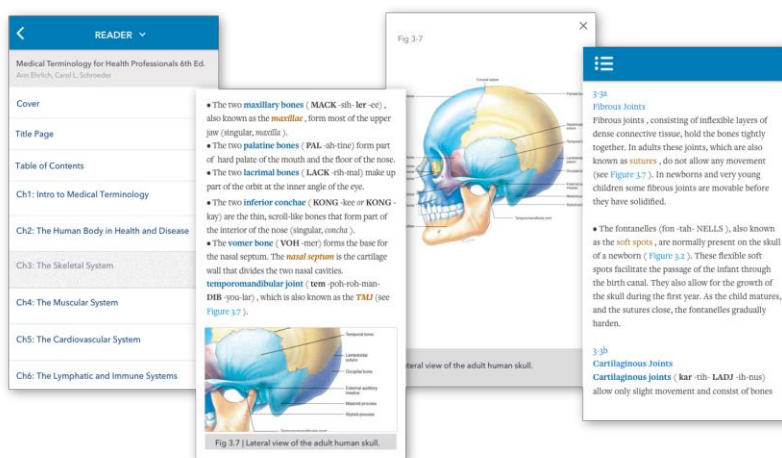 READER
Medical Terminology for Health Professionals 6th Ed.
Ann Ehrlich, Carol L. Schroeder
Cover
Title Page
Table of Contents
Ch1: Intro to Medical Terminology
Ch2: The Human Body in Health and Disease
Ch3: The Skeletal System
Ch4: The Muscular System
Ch5: The Cardiovascular System
Ch6: The Lymphatic and Immune Systems
• The two maxillary bones ( MACK -sih- ler -ee) ,
also known as the maxillae , form most of the upper
jaw (singular, maxilla ).
• The two palatine bones ( PAL -ah-tine) form part
of hard palate of the mouth and the floor of the nose.
• The two lacrimal bones ( LACK -rih-mal) make up
part of the orbit at the inner angle of the eye.
• The two inferior conchae ( KONG -kee or KONG -
kay) are the thin, scroll-like bones that form part of
the interior of the nose (singular, concha ).
• The vomer bone ( VOH -mer) forms the base for
the nasal septum. The nasal septum is the cartilage
wall that divides the two nasal cavities.
temporomandibular joint ( tem -poh-roh-man-
DIB -you-lar) , which is also known as the TMJ (see
Figure 3.7 ).
Temporal bone
Lambdoidal
suture
Occipital bone
External auditory
meatus
Mastoid process
Styloid process
Fig 3.7 | Lateral view of the adult human skull.
Fig 3-7
Coronal suture
Temporomandibular joint
teral view of the adult human skull.
3-3a
Fibrous Joints
Fibrous joints , consisting of inflexible layers of
dense connective tissue, hold the bones tightly
together. In adults these joints, which are also
known as sutures , do not allow any movement
(see Figure 3.7 ). In newborns and very young
children some fibrous joints are movable before
they have solidified.
• The fontanelles (fon -tah- NELLS ), also known
as the soft spots , are normally present on the skull
of a newborn ( Figure 3.2 ). These flexible soft
spots facilitate the passage of the infant through
the birth canal. They also allow for the growth of
the skull during the first year. As the child matures,
and the sutures close, the fontanelles gradually
harden.
3-3b
Cartilaginous Joints
Cartilaginous joints ( kar -tih- LADJ -ih-nus)
allow only slight movement and consist of bones